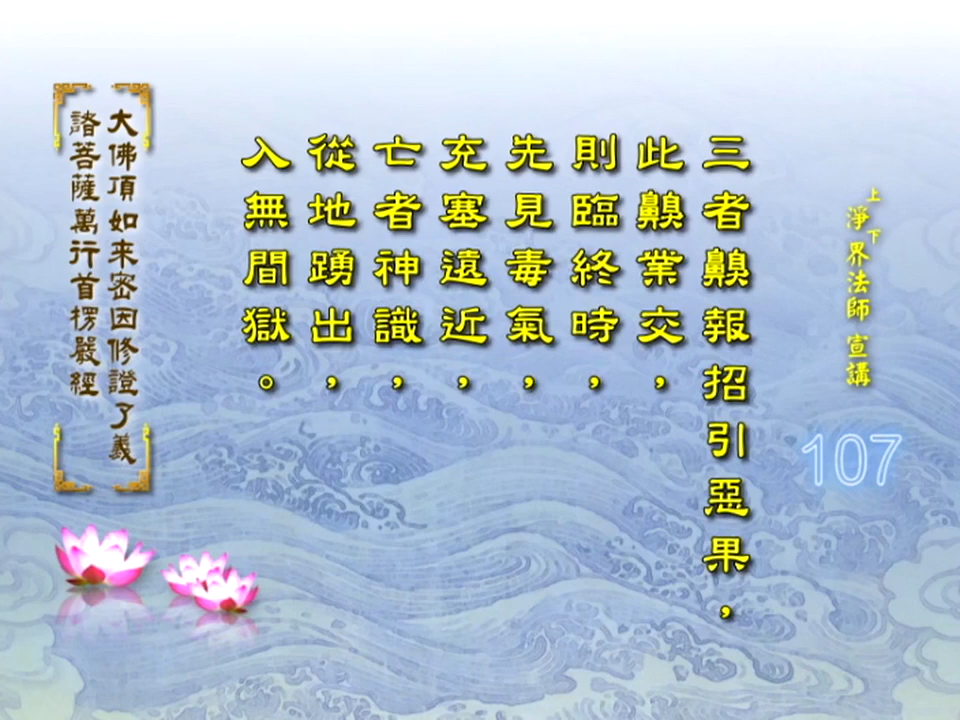 上淨下界法師 宣講
107
三者齅報招引惡果，
此齅業交，
則臨終時，
先見毒氣，
充塞遠近，
亡者神識，
從地踴出，
入無間獄。
大佛頂如來密因修證了義
諸菩薩萬行首楞嚴經